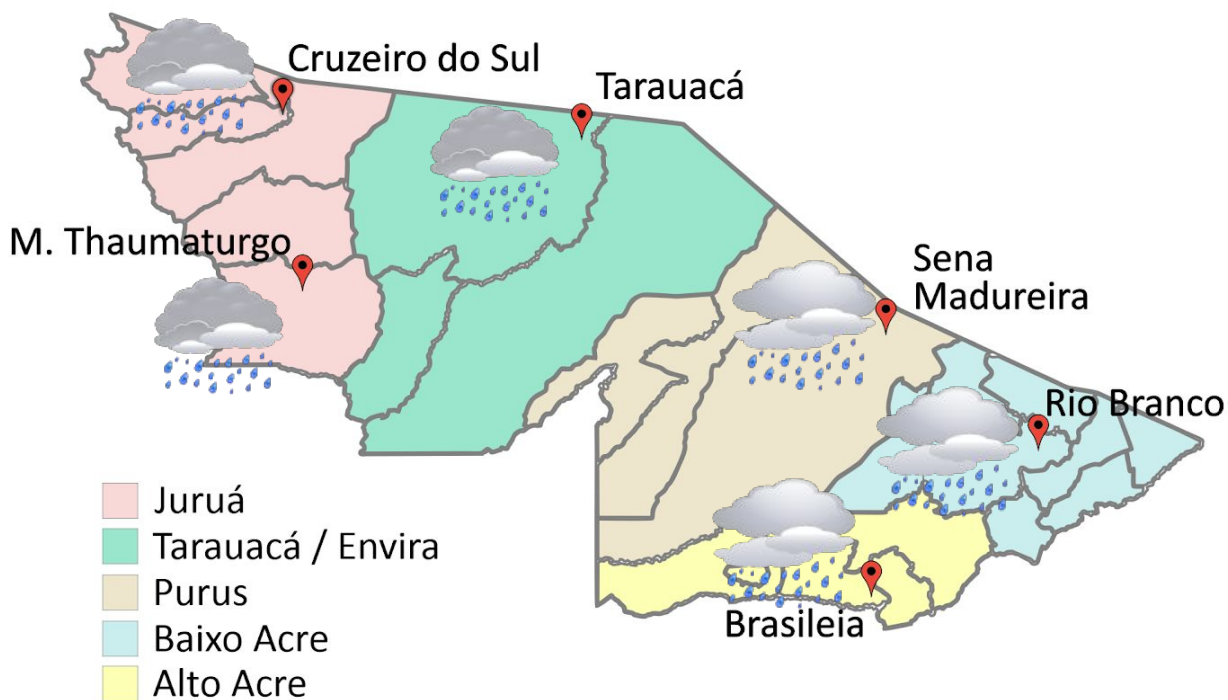 Cruzeiro do Sul
Tarauacá
M. Thaumaturgo
Sena
Madureira
Rio Branco
Brasileia
Juruá
Tarauacá / Envira
Purus
Baixo Acre
Alto Acre